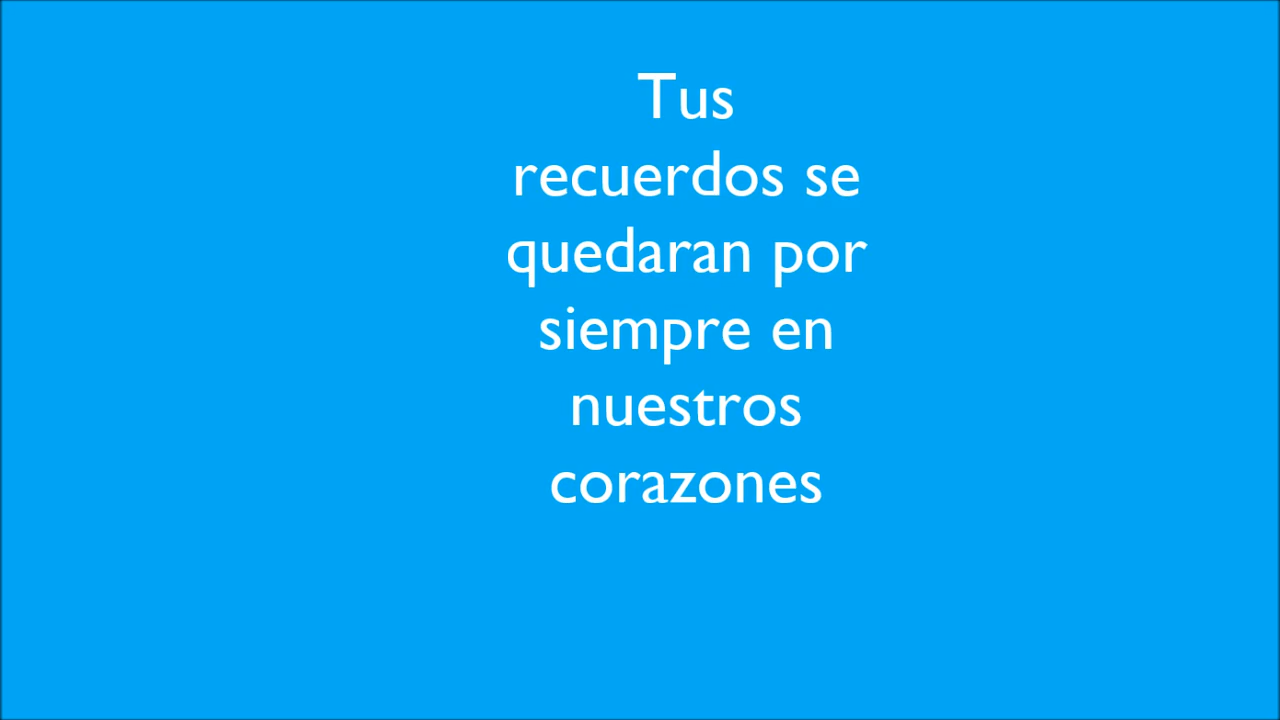 Tus
recuerdos se
quedaran por
siempre en
nuestros
corazones